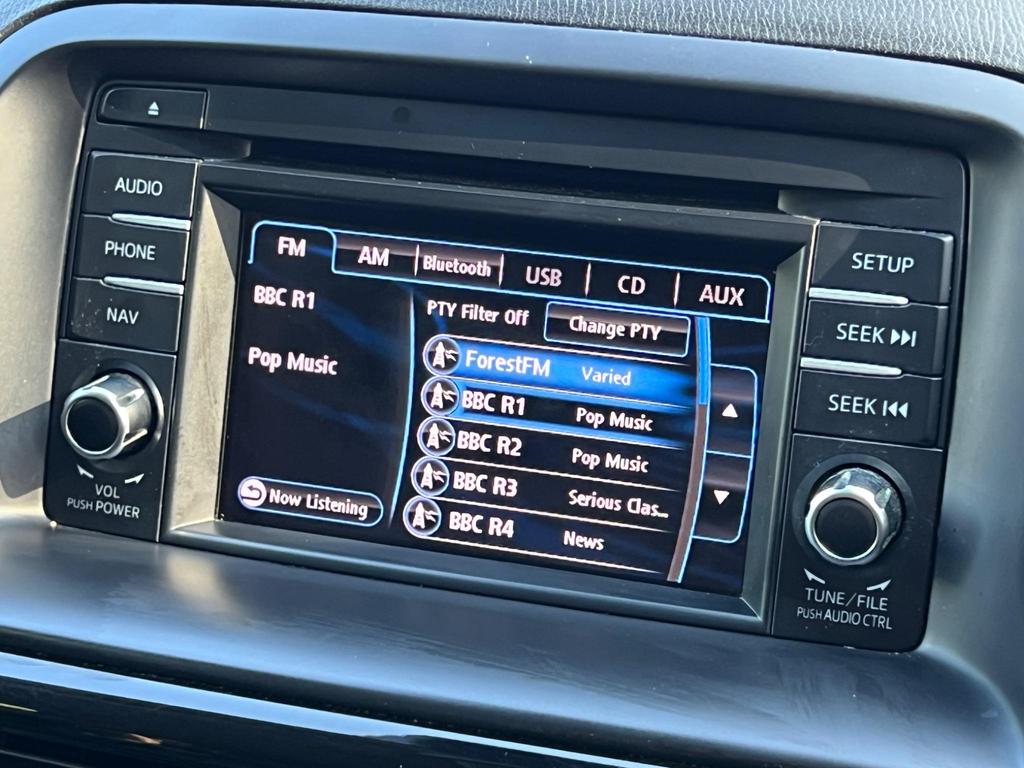 AUDIO
PHONE
NAV
VOL
PUSH POWER
FM AM Bluetooth USB CD AUX
BBC R1
Pop Music
Now Listening
PTY Filter Off Change PTY
ForestFM Varied
BBC R1 Pop Music
BBC R2 Pop Music
BBC R3 Serious Clas…
BBC R4 News
SETUP
SEEK
SEEK
TUNE/FILE
PUSH AUDIO CTRL